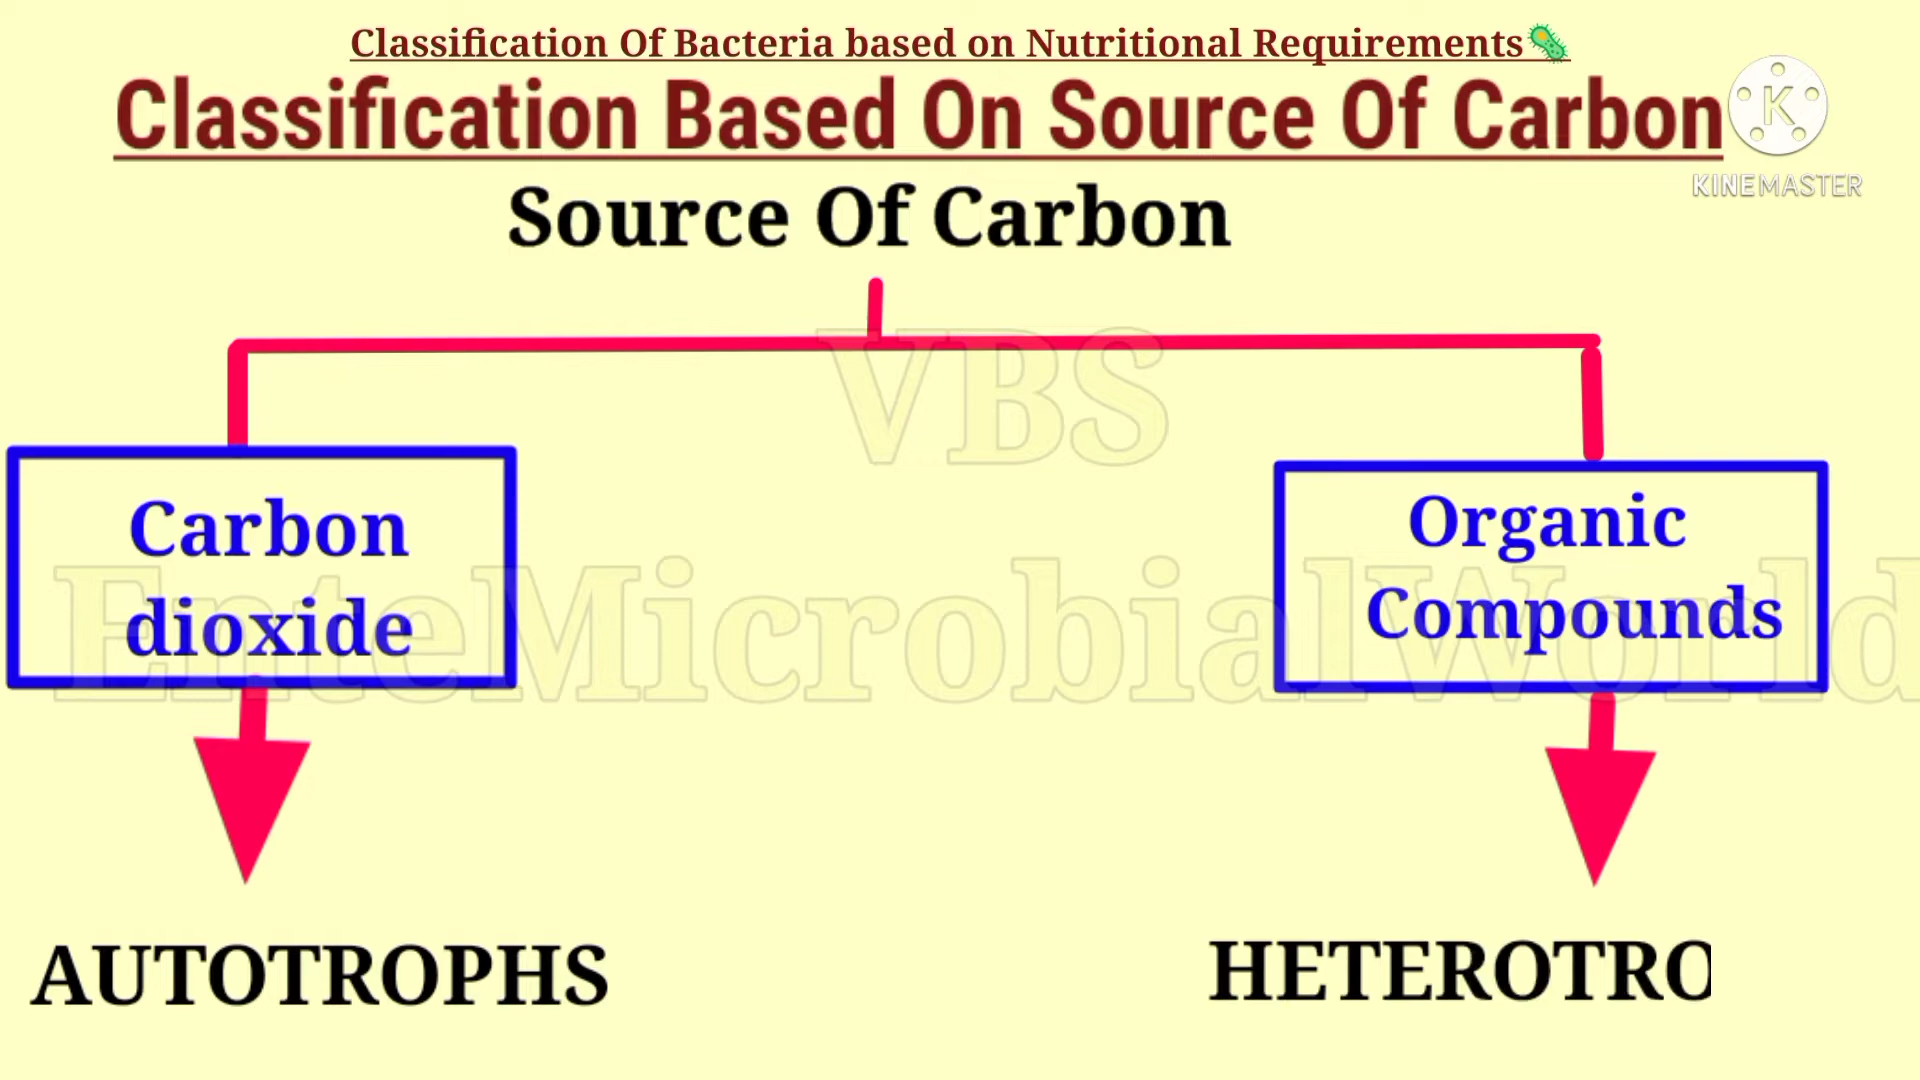 Classification Of Bacteria based on Nutritional Requirements🦠
Classification Based On Source Of Carbon
K
KINEMASTER
Source Of Carbon
VBS
Carbon
dioxide
Organic
Compounds
EnteMicrobialWorld
AUTOTROPHS
HETEROTRO